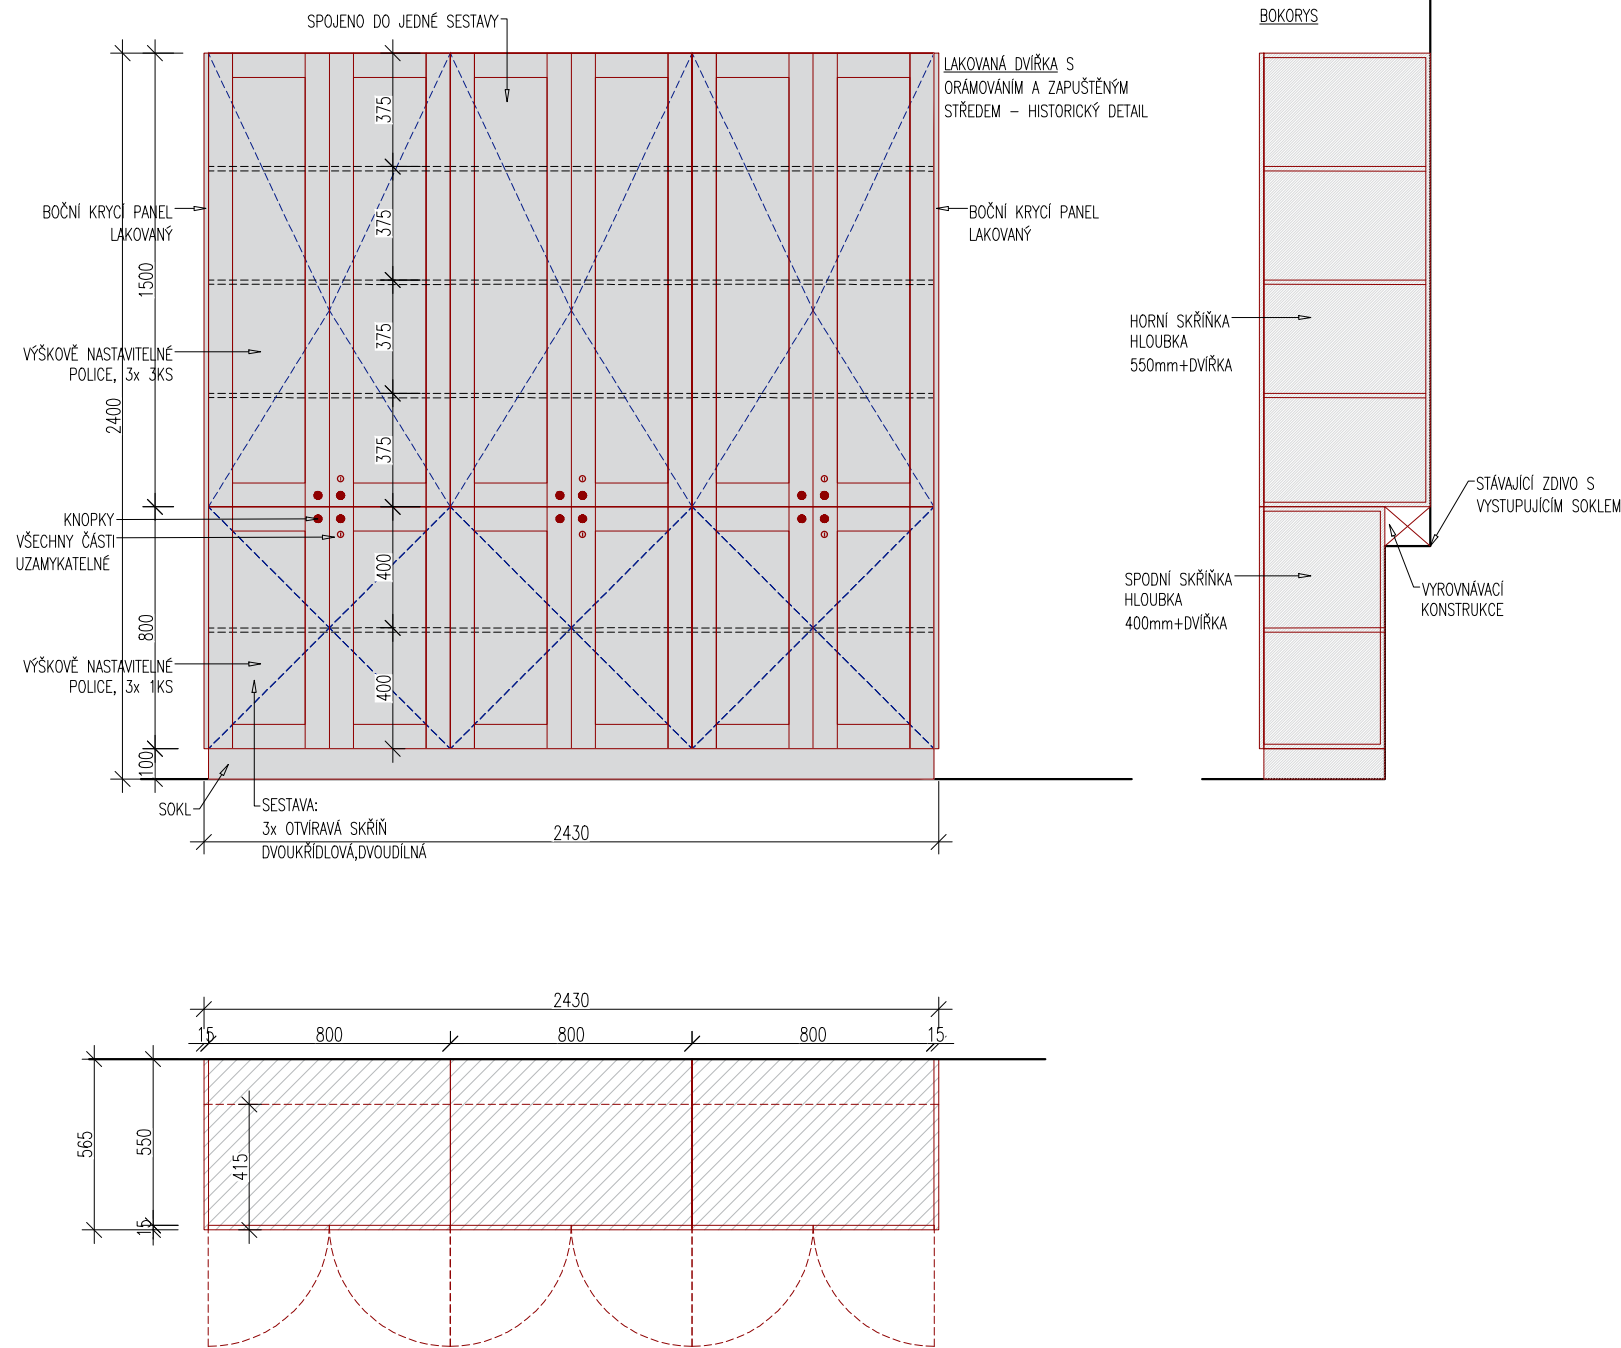 SPOJENO DO JEDNÉ SESTAVY
BOKORYS
LAKOVANÁ DVÍŘKA S
ORÁMOVÁNÍM A ZAPUŠTĚNÝM
STŘEDEM – HISTORICKÝ DETAIL
375
BOČNÍ KRYCÍ PANEL
LAKOVANÝ
375
BOČNÍ KRYCÍ PANEL
LAKOVANÝ
1500
HORNÍ SKŘÍŇKA
HLOUBKA
550mm+DVÍŘKA
375
VÝŠKOVĚ NASTAVITELNÉ
POLICE, 3x 3KS
2400
375
STÁVAJÍCÍ ZDIVO S
VYSTUPUJÍCÍM SOKLEM
KNOPKY
VŠECHNY ČÁSTI
UZAMYKATELNÉ
400
SPODNÍ SKŘÍŇKA
HLOUBKA
400mm+DVÍŘKA
VYROVNÁVACÍ
KONSTRUKCE
800
VÝŠKOVĚ NASTAVITELNÉ
POLICE, 3x 1KS
400
100
SOKL
SESTAVA:
3x OTVÍRAVÁ SKŘÍŇ
DVOUKŘÍDLOVÁ,DVOUDÍLNÁ
2430
2430
15
800
800
800
15
565
550
415
15